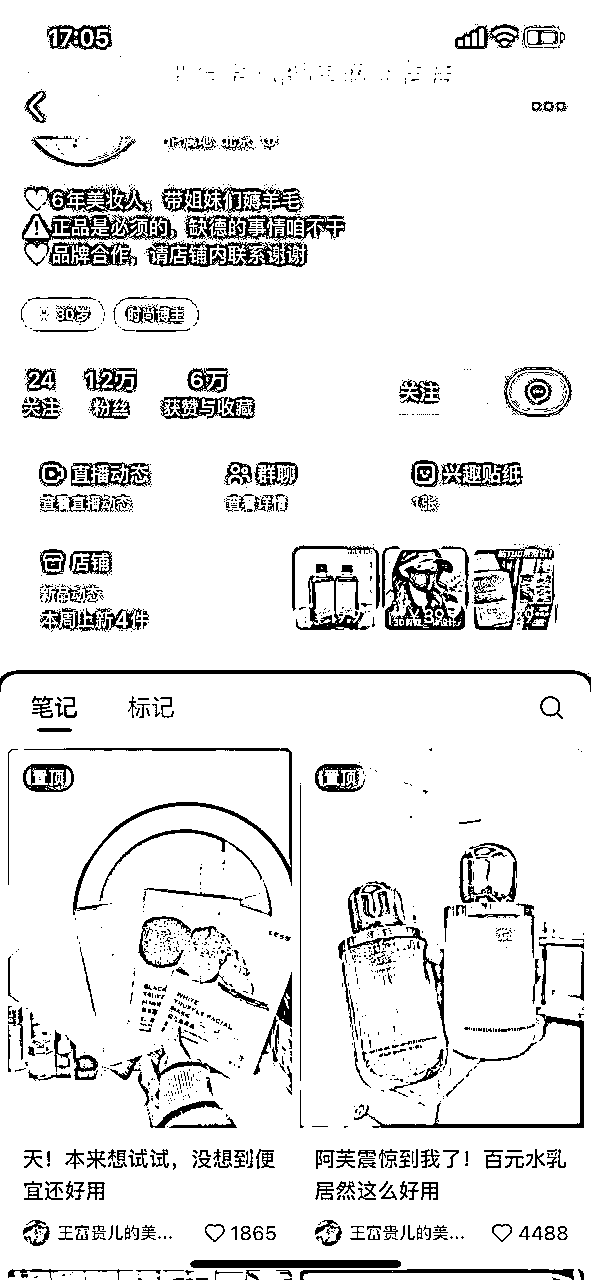 17:05
♡6年美妆人，带姐妹们薅羊毛
⚠正品是必须的，缺德的事情咱不干
♡品牌合作，请店铺内联系谢谢
30岁
时尚博主
24
关注
1.2万
粉丝
6万
获赞与收藏
关注
直播动态
查看直播动态
群聊
查看详情
兴趣贴纸
1张
店铺
新品动态
本周上新4件
笔记
标记
置顶
BLACK
WHITE
TRUFFLE FACIAL
MASK
置顶
天！本来想试试，没想到便
宜还好用
王富贵儿的美...
1865
阿芙震惊到我了！百元水乳
居然这么好用
王富贵儿的美...
4488